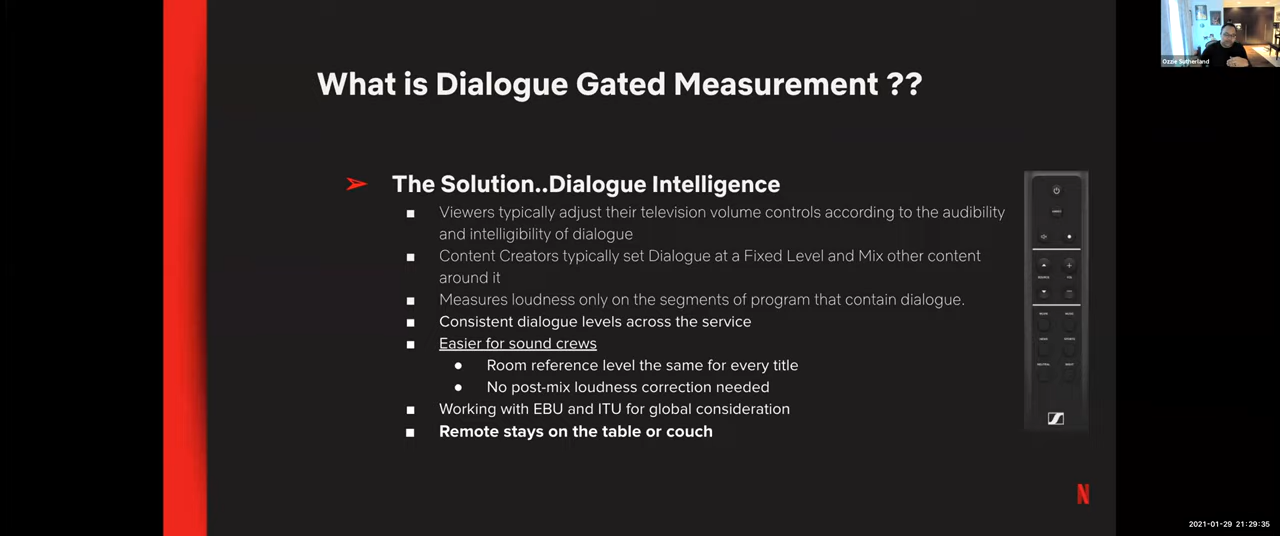 What is Dialogue Gated Measurement ??
Ozzie Sutherland
➢ The Solution..Dialogue Intelligence
■ Viewers typically adjust their television volume controls according to the audibility
and intelligibility of dialogue
■ Content Creators typically set Dialogue at a Fixed Level and Mix other content
around it
■ Measures loudness only on the segments of program that contain dialogue.
■ Consistent dialogue levels across the service
■ Easier for sound crews
● Room reference level the same for every title
● No post-mix loudness correction needed
■ Working with EBU and ITU for global consideration
■ Remote stays on the table or couch
N
2021-01-29 21:29:35